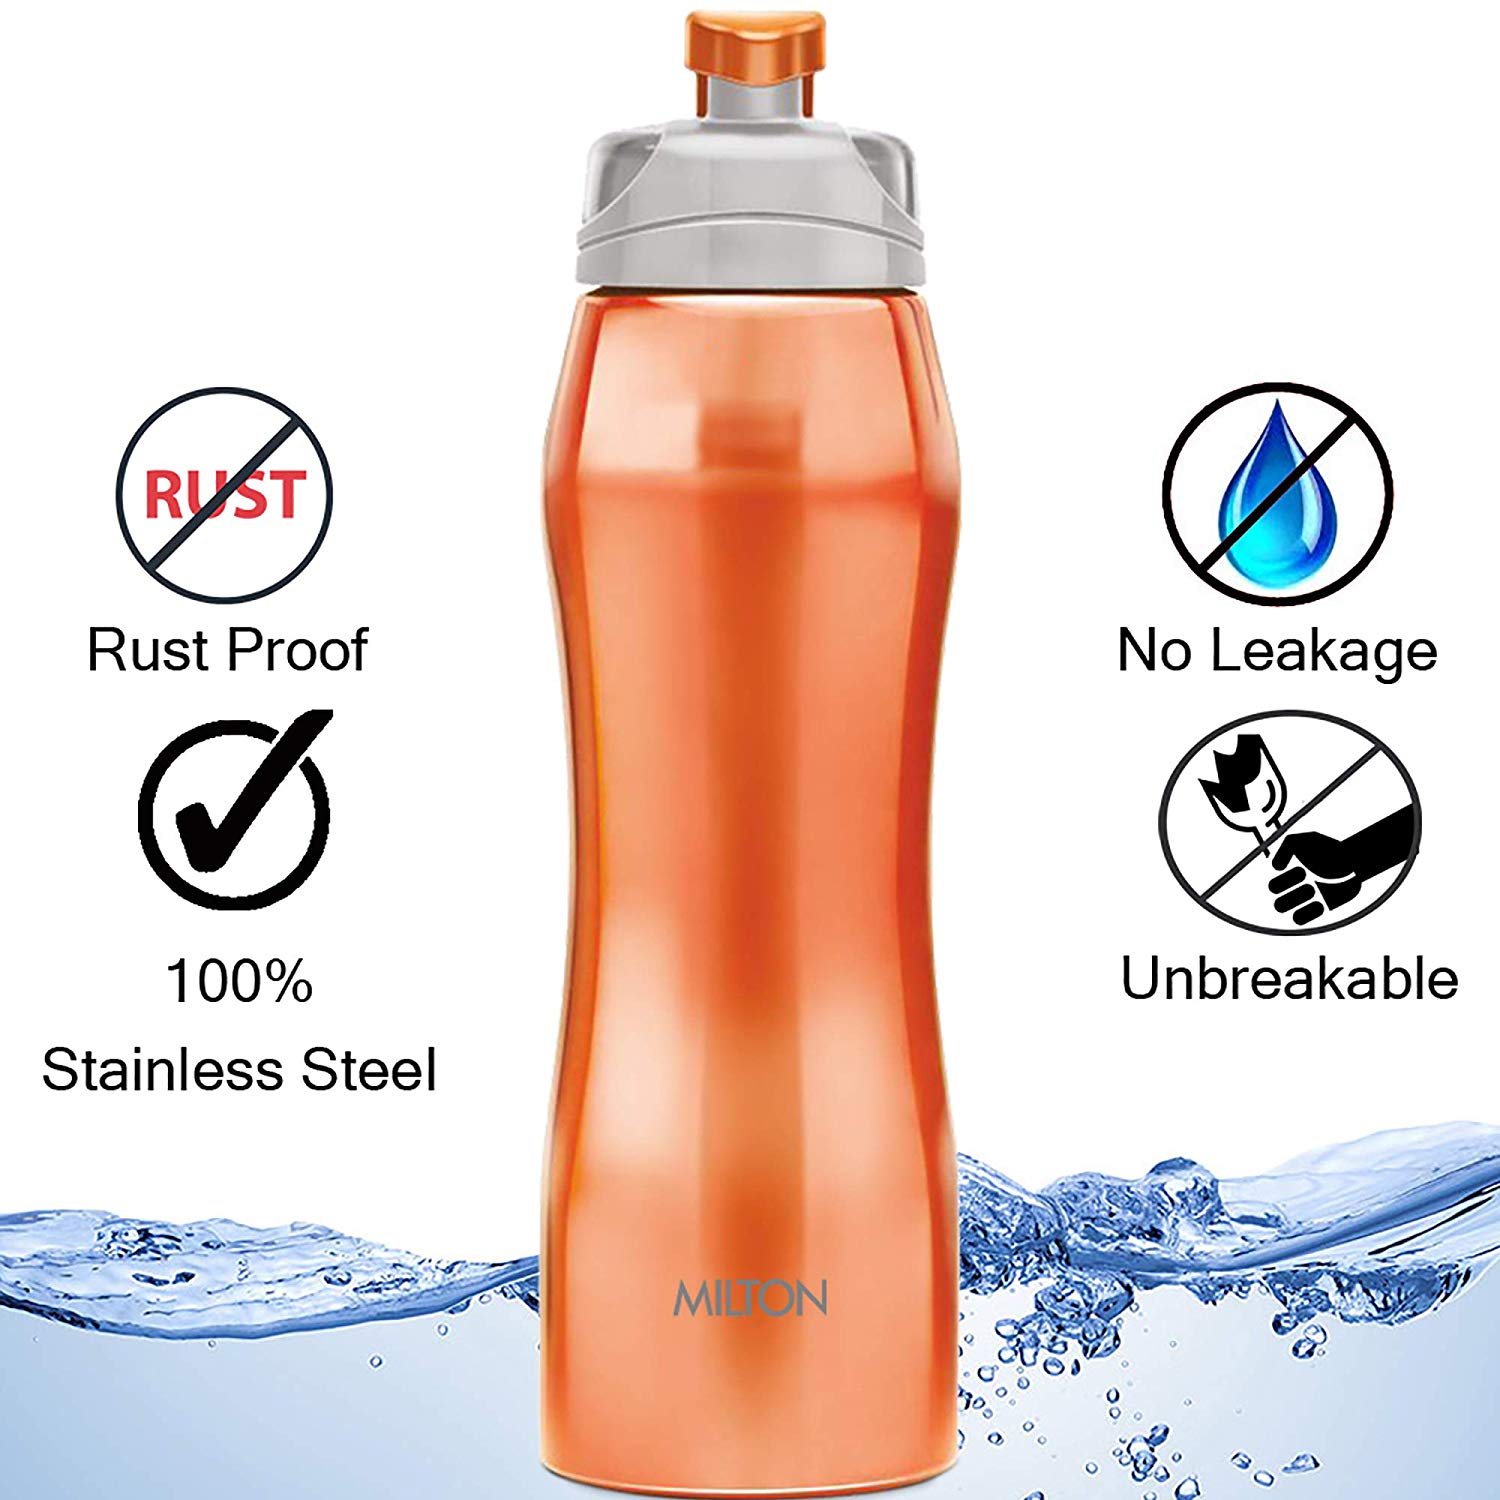 RUST
Rust Proof
100%
Stainless Steel
No Leakage
Unbreakable
MILTON